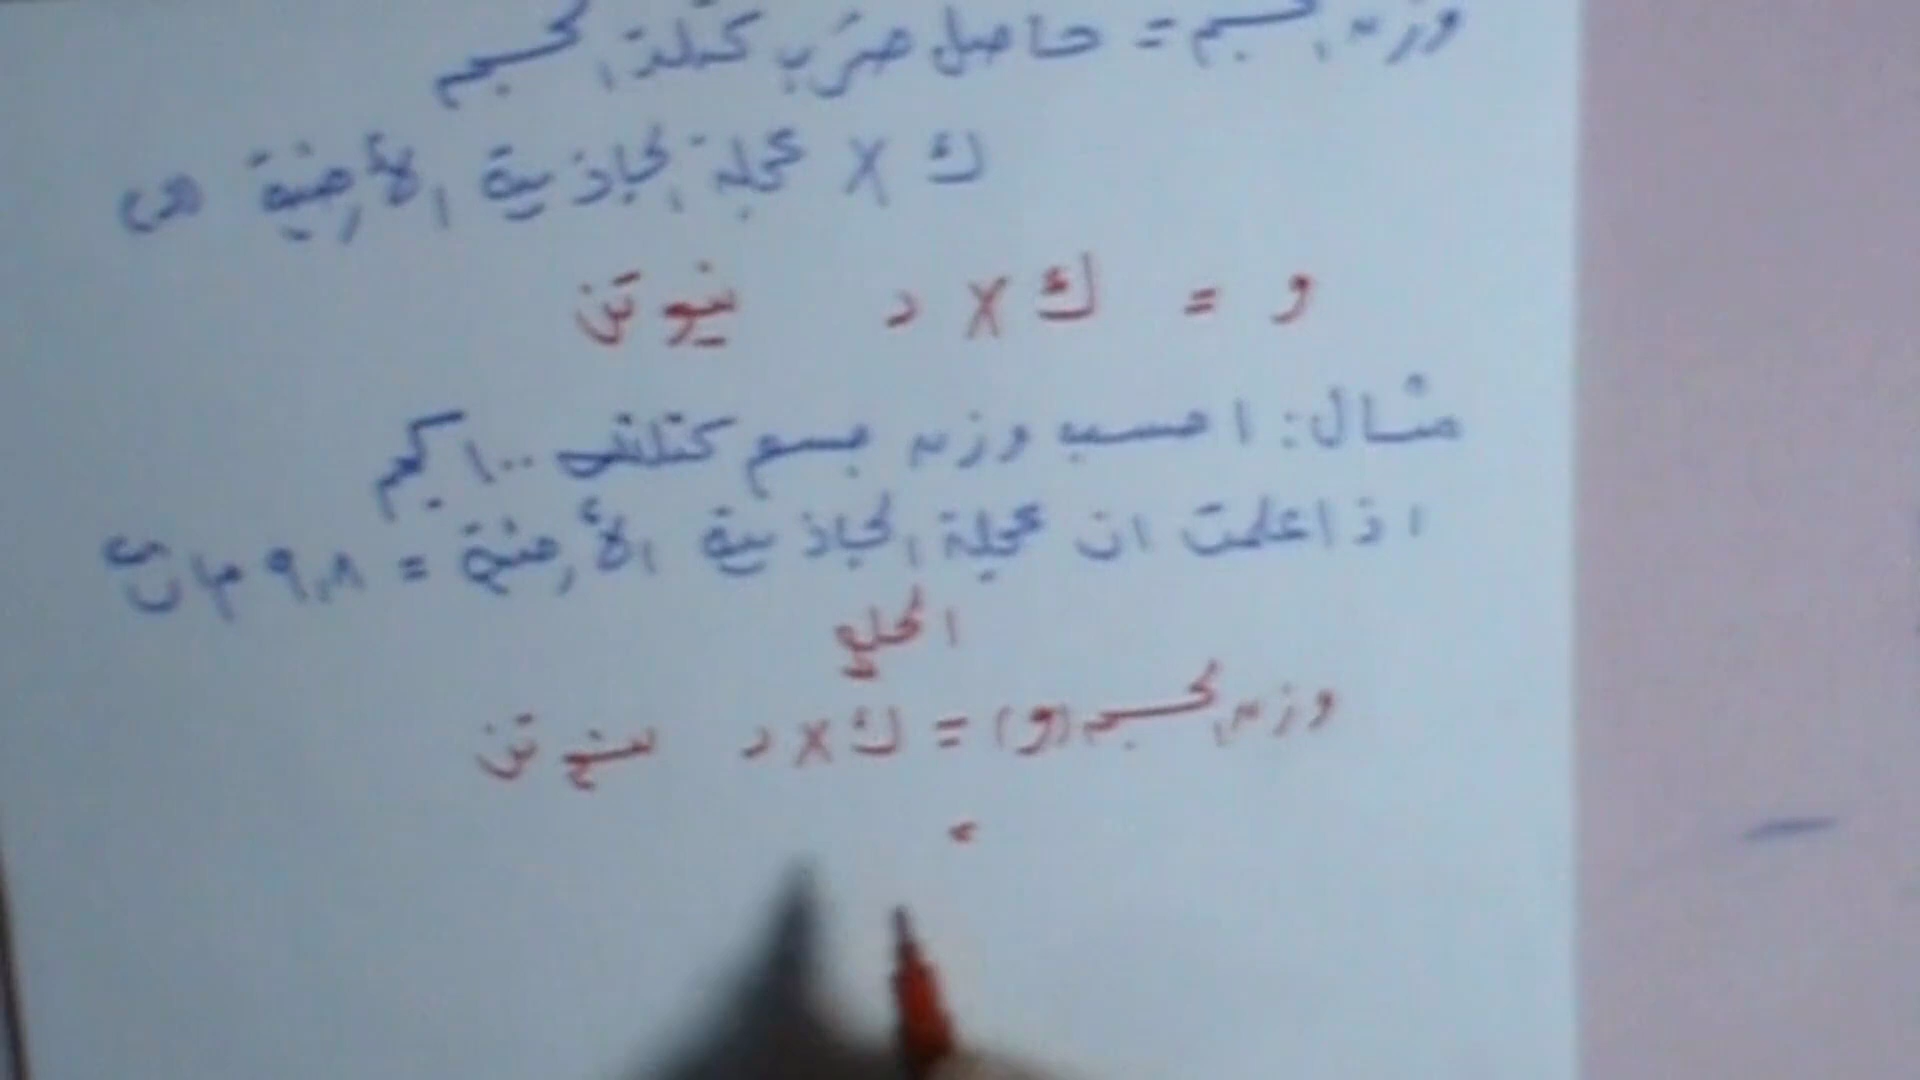 وزن الجسم = حاصل ضرب كتلة الجسم
ك × عجلة الجاذبية الأرضية (د)
و = ك × د نيوتن
مثال: احسب وزن جسم كتلته ١٠٠ كجم
اذا علمت ان عجلة الجاذبية الأرضية = ٩,٨ م/ث٢
الحل
وزن الجسم (و) = ك × د نيوتن
=